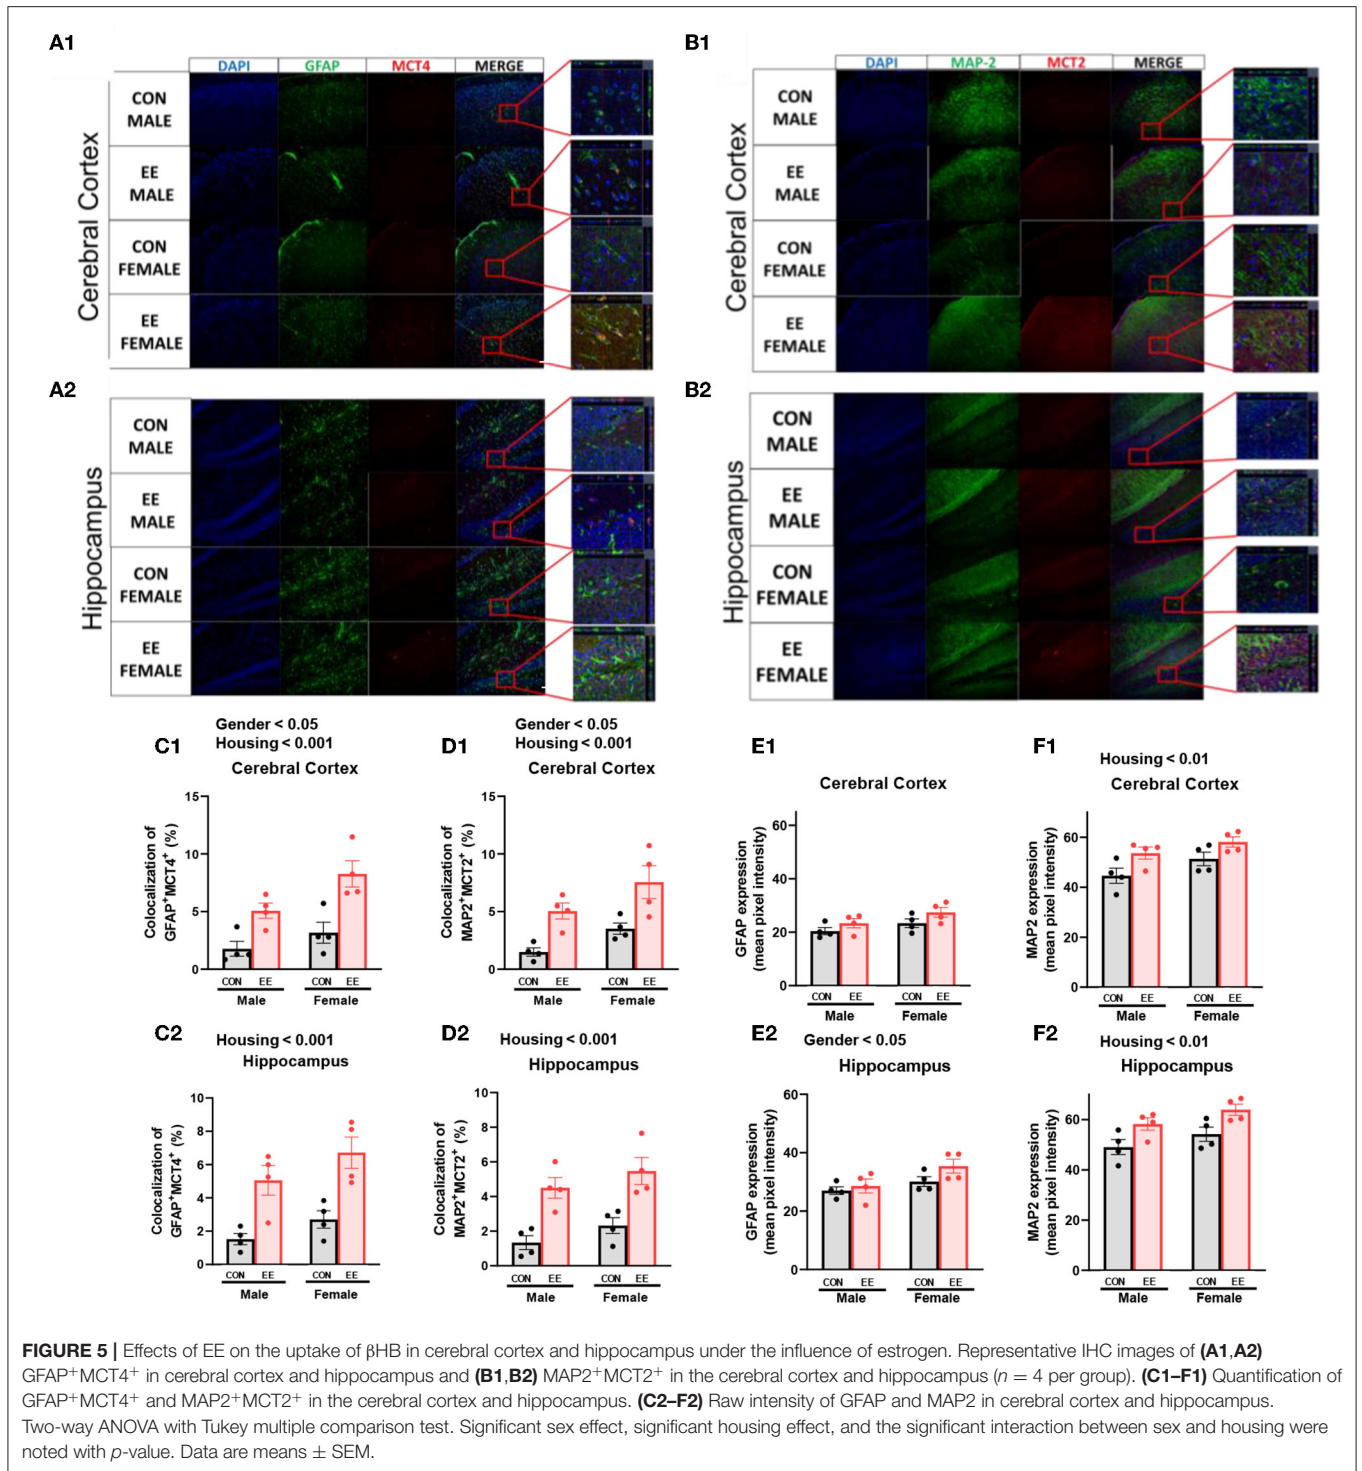 A1
DAPI GFAP MCT4 MERGE
Cerebral Cortex
CON
MALE
EE
MALE
CON
FEMALE
EE
FEMALE
B1
DAPI MAP-2 MCT2 MERGE
Cerebral Cortex
CON
MALE
EE
MALE
CON
FEMALE
EE
FEMALE
A2
Hippocampus
CON
MALE
EE
MALE
CON
FEMALE
EE
FEMALE
B2
Hippocampus
CON
MALE
EE
MALE
CON
FEMALE
EE
FEMALE
C1
Gender < 0.05
Housing < 0.001
Cerebral Cortex
Colocalization of
GFAP+MCT4+ (%)
15
10
5
0
CON EE CON EE
Male Female
D1
Gender < 0.05
Housing < 0.001
Cerebral Cortex
Colocalization of
MAP2+MCT2+ (%)
15
10
5
0
CON EE CON EE
Male Female
E1
Cerebral Cortex
GFAP expression
(mean pixel intensity)
60
40
20
0
CON EE CON EE
Male Female
F1
Housing < 0.01
Cerebral Cortex
MAP2 expression
(mean pixel intensity)
60
40
20
0
CON EE CON EE
Male Female
C2
Housing < 0.001
Hippocampus
Colocalization of
GFAP+MCT4+ (%)
10
8
6
4
2
0
CON EE CON EE
Male Female
D2
Housing < 0.001
Hippocampus
Colocalization of
MAP2+MCT2+ (%)
10
8
6
4
2
0
CON EE CON EE
Male Female
E2
Gender < 0.05
Hippocampus
GFAP expression
(mean pixel intensity)
60
40
20
0
CON EE CON EE
Male Female
F2
Housing < 0.01
Hippocampus
MAP2 expression
(mean pixel intensity)
60
40
20
0
CON EE CON EE
Male Female
FIGURE 5 | Effects of EE on the uptake of βHB in cerebral cortex and hippocampus under the influence of estrogen. Representative IHC images of (A1,A2)
GFAP+MCT4+ in cerebral cortex and hippocampus and (B1,B2) MAP2+MCT2+ in the cerebral cortex and hippocampus (n = 4 per group). (C1–F1) Quantification of
GFAP+MCT4+ and MAP2+MCT2+ in the cerebral cortex and hippocampus. (C2–F2) Raw intensity of GFAP and MAP2 in cerebral cortex and hippocampus.
Two-way ANOVA with Tukey multiple comparison test. Significant sex effect, significant housing effect, and the significant interaction between sex and housing were
noted with p-value. Data are means ± SEM.